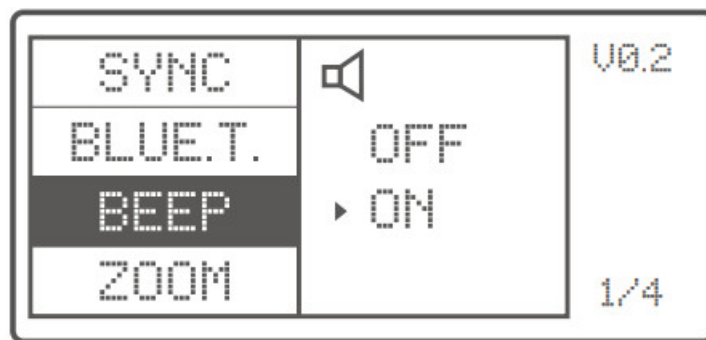 SYNC
BLUE.T.
BEEP
ZOOM
OFF
ON
V0.2
1/4